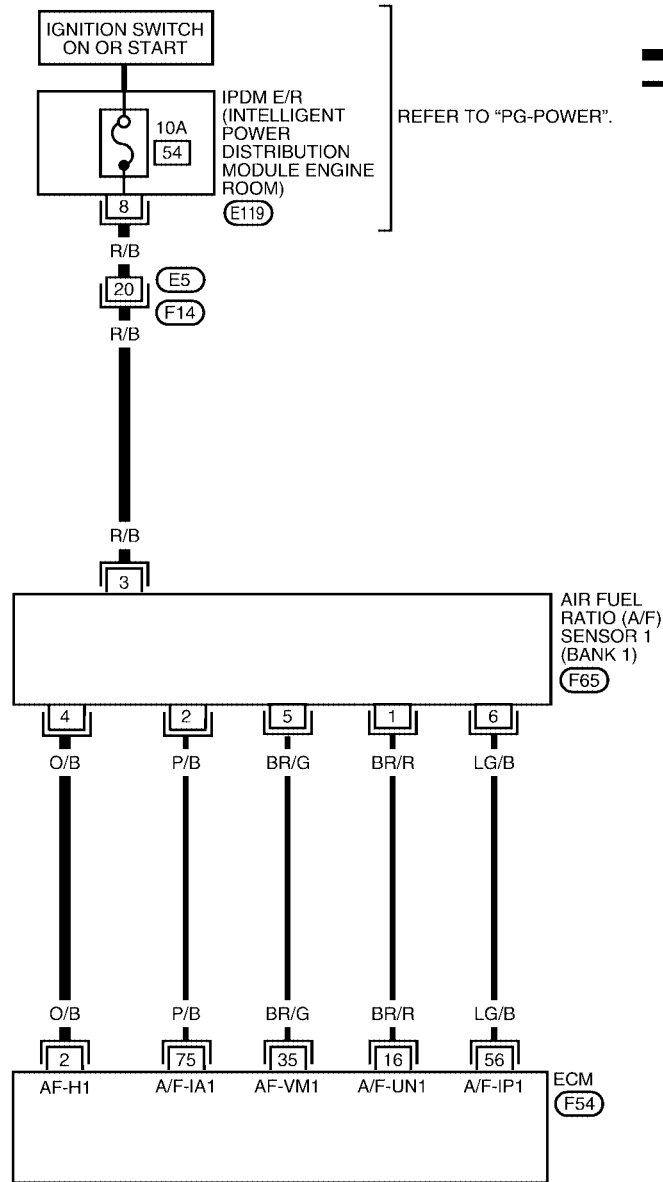 IGNITION SWITCH
ON OR START
IPDM E/R
(INTELLIGENT
POWER
DISTRIBUTION
MODULE ENGINE
ROOM)
E119
10A
54
REFER TO “PG-POWER”.
8
R/B
20
E5
F14
R/B
R/B
3
AIR FUEL
RATIO (A/F)
SENSOR 1
(BANK 1)
F65
4 2 5 1 6
O/B P/B BR/G BR/R LG/B
O/B P/B BR/G BR/R LG/B
2 75 35 16 56
AF-H1 A/F-IA1 AF-VM1 A/F-UN1 A/F-IP1
ECM
F54